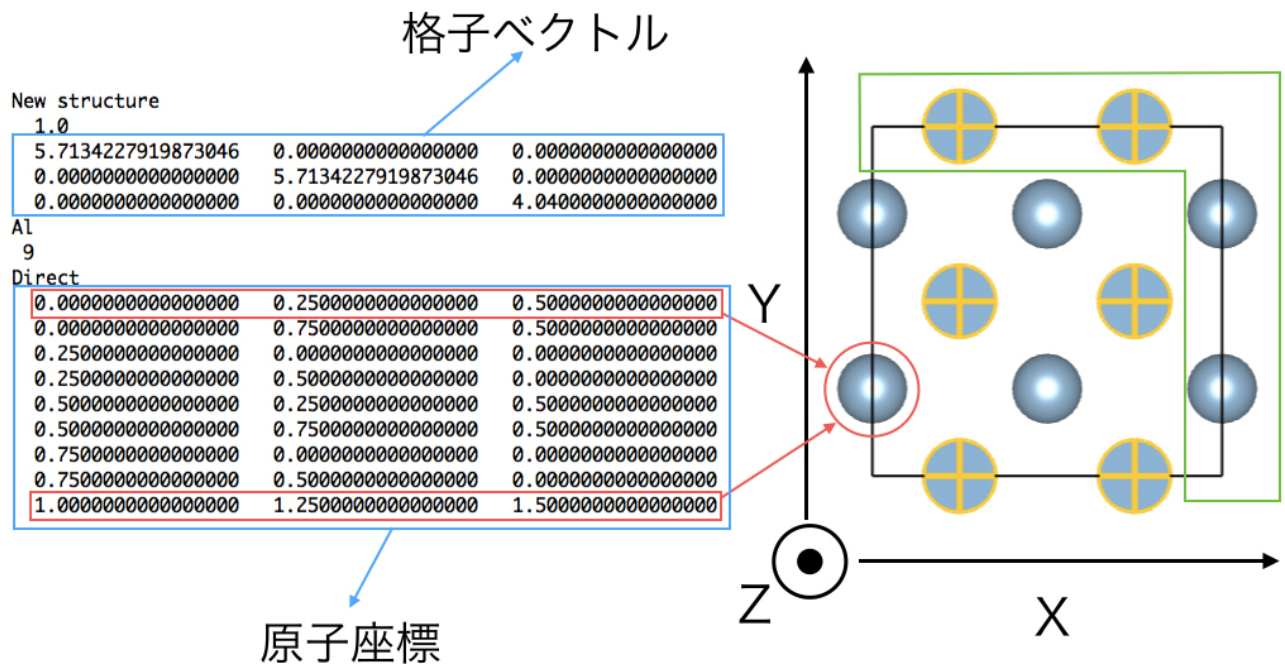 格子ベクトル
New structure
1.0
5.7134227919873046 0.0000000000000000 0.0000000000000000
0.0000000000000000 5.7134227919873046 0.0000000000000000
0.0000000000000000 0.0000000000000000 4.0400000000000000
Al
9
Direct
0.0000000000000000 0.2500000000000000 0.5000000000000000
0.0000000000000000 0.7500000000000000 0.5000000000000000
0.2500000000000000 0.0000000000000000 0.0000000000000000
0.2500000000000000 0.5000000000000000 0.0000000000000000
0.5000000000000000 0.2500000000000000 0.5000000000000000
0.5000000000000000 0.7500000000000000 0.5000000000000000
0.7500000000000000 0.0000000000000000 0.0000000000000000
0.7500000000000000 0.5000000000000000 0.0000000000000000
1.0000000000000000 1.2500000000000000 1.5000000000000000
原子座標
Y
Z
X